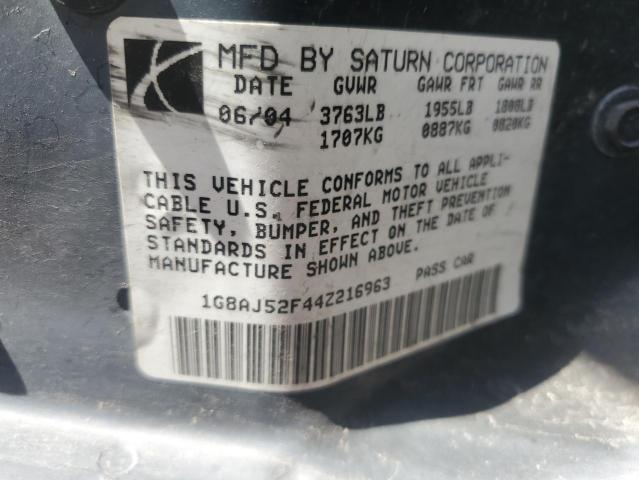 MFD BY SATURN CORPORATION
DATE GVWR GAWR FRT GAWR RR
06/04 3763LB 1955LB 1808LB
1707KG 0887KG 0820KG
THIS VEHICLE CONFORMS TO ALL APPLI-
CABLE U.S. FEDERAL MOTOR VEHICLE
SAFETY, BUMPER, AND THEFT PREVENTION
STANDARDS IN EFFECT ON THE DATE OF
MANUFACTURE SHOWN ABOVE.
1G8AJ52F44Z216963 PASS CAR